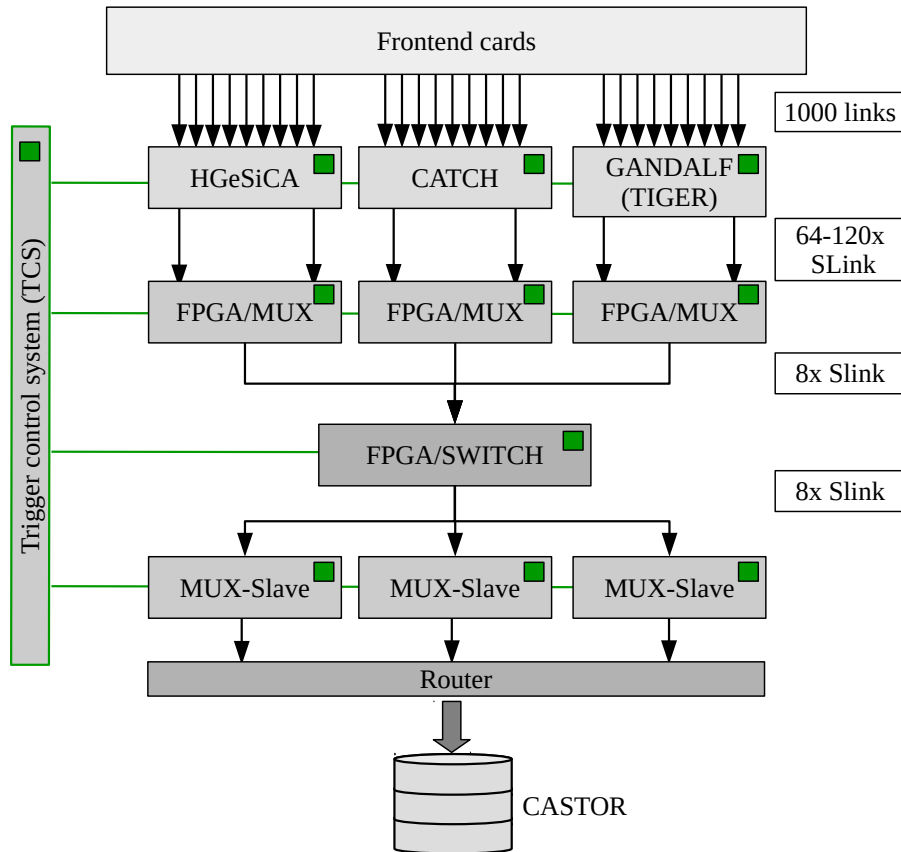 Frontend cards
1000 links
HGeSiCA
CATCH
GANDALF
(TIGER)
64-120x
SLink
Trigger control system (TCS)
FPGA/MUX
FPGA/MUX
FPGA/MUX
8x Slink
FPGA/SWITCH
8x Slink
MUX-Slave
MUX-Slave
MUX-Slave
Router
CASTOR